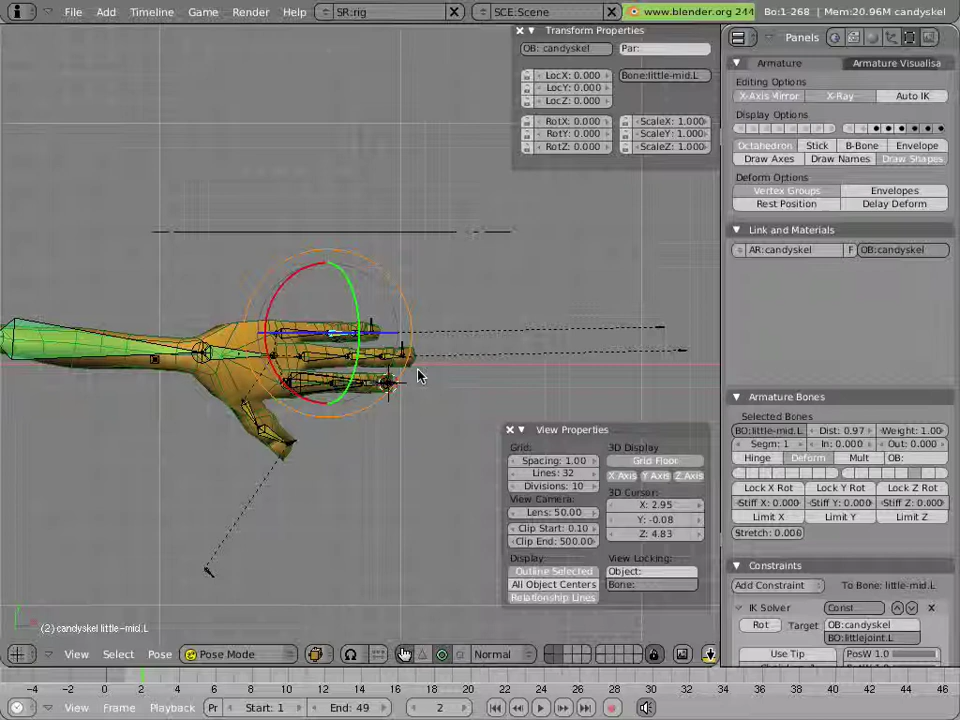 File Add Timeline Game Render Help SR:rig SCE:Scene www.blender.org 244 Bo:1-268 | Mem:20.96M candyskel
Transform Properties
OB: candyskel Par:
LocX: 0.000 Bone:little-mid.L
LocY: 0.000
LocZ: 0.000
RotX: 0.000 ScaleX: 1.000
RotY: 0.000 ScaleY: 1.000
RotZ: 0.000 ScaleZ: 1.000
Panels
Armature Armature Visualisa
Editing Options
X-Axis Mirror X-Ray Auto IK
Display Options
Octahedron Stick B-Bone Envelope
Draw Axes Draw Names Draw Shapes
Deform Options
Vertex Groups Envelopes
Rest Position Delay Deform
Link and Materials
AR:candyskel F OB:candyskel
Armature Bones
Selected Bones
BO:little-mid.L Dist: 0.97 Weight: 1.00
Segm: 1 In: 0.000 Out: 0.000
Hinge Deform Mult OB:
Lock X Rot Lock Y Rot Lock Z Rot
Stiff X: 0.000 Stiff Y: 0.000 Stiff Z: 0.000
Limit X Limit Y Limit Z
Stretch: 0.000
Constraints
Add Constraint To Bone: little-mid.L
IK Solver Const
Rot Target OB:candyskel
BO:littlejoint.L
Use Tip PosW 1.0
View Properties
Grid: 3D Display
Spacing: 1.00 Grid Floor
Lines: 32 X Axis Y Axis Z Axis
Divisions: 10
View Camera: 3D Cursor:
Lens: 50.00 X: 2.95
Clip Start: 0.10 Y: -0.08
Clip End: 500.00 Z: 4.83
Display: View Locking:
Outline Selected Object:
All Object Centers Bone:
Relationship Lines
(2) candyskel little-mid.L
View Select Pose Pose Mode Normal
-4 -2 0 2 4 6 8 10 12 14 16 18 20 22 24 26 28 30 32 34 36 38 40 42 44 46
View Frame Playback Pr Start: 1 End: 49 2